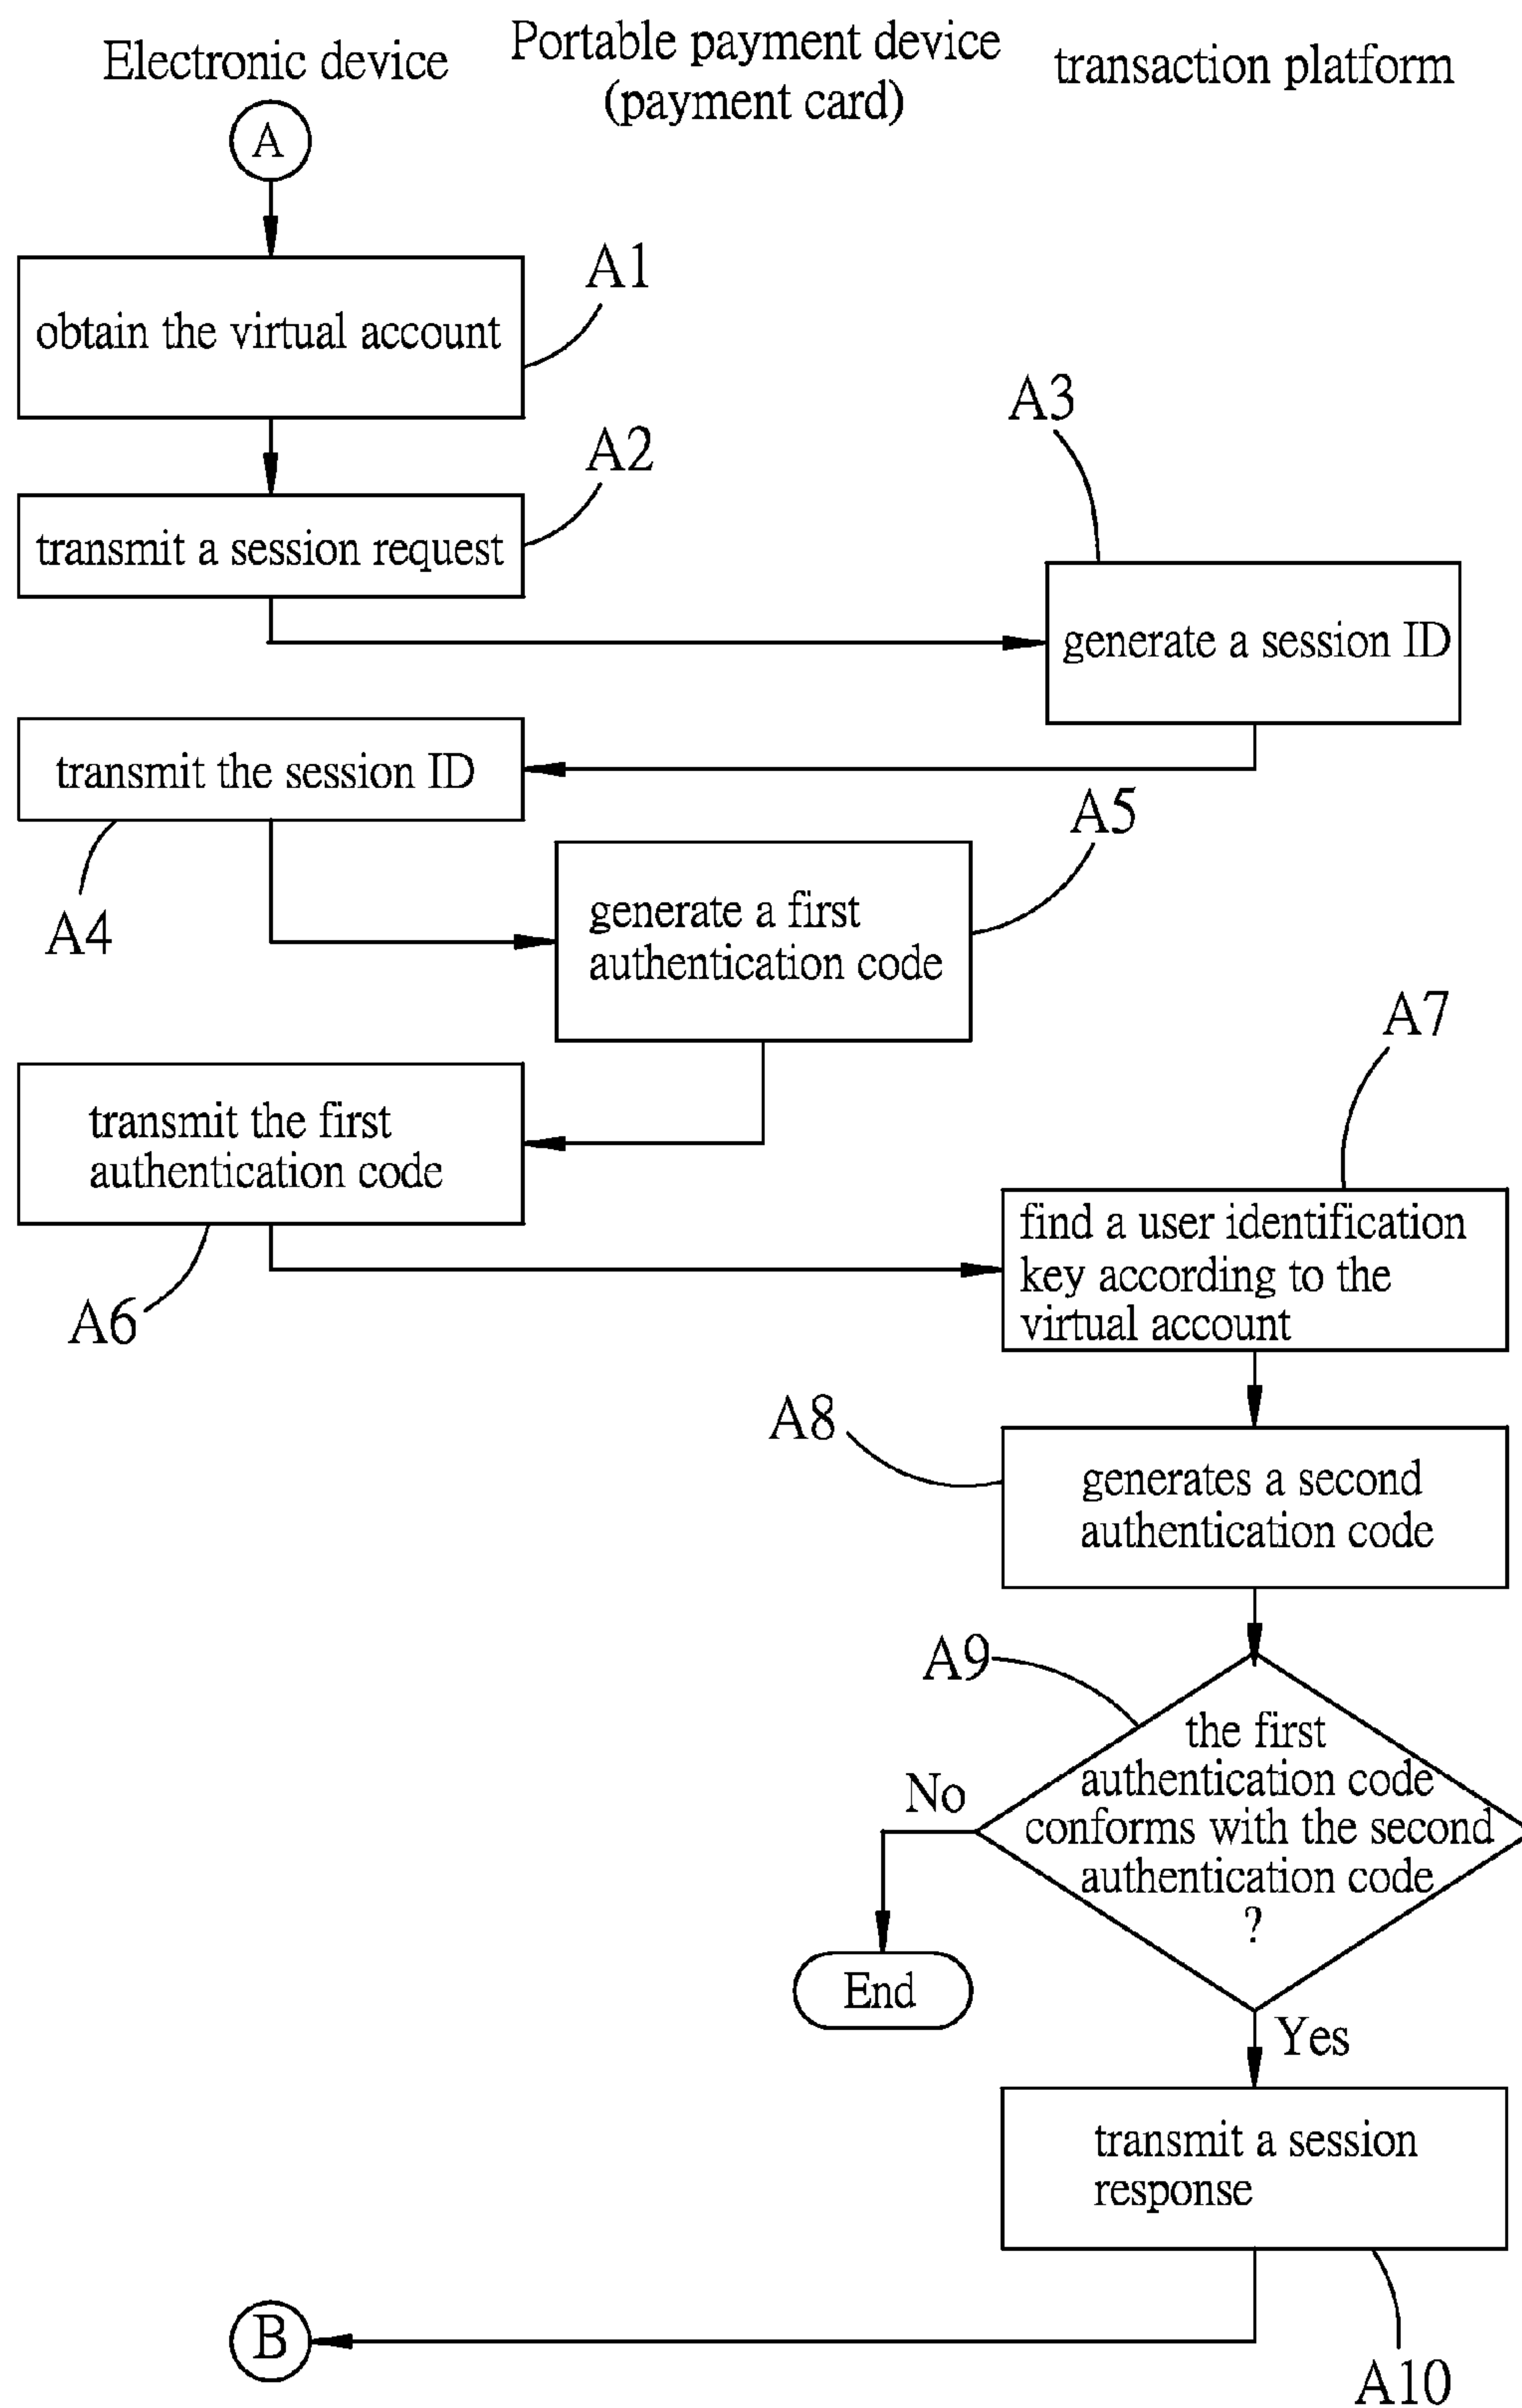 Electronic device
Portable payment device
(payment card)
transaction platform
A
obtain the virtual account
A1
transmit a session request
A2
A3
generate a session ID
transmit the session ID
A4
A5
generate a first
authentication code
transmit the first
authentication code
A6
A7
find a user identification
key according to the
virtual account
A8
generates a second
authentication code
A9
the first
authentication code
conforms with the second
authentication code
?
No
End
Yes
transmit a session
response
B
A10